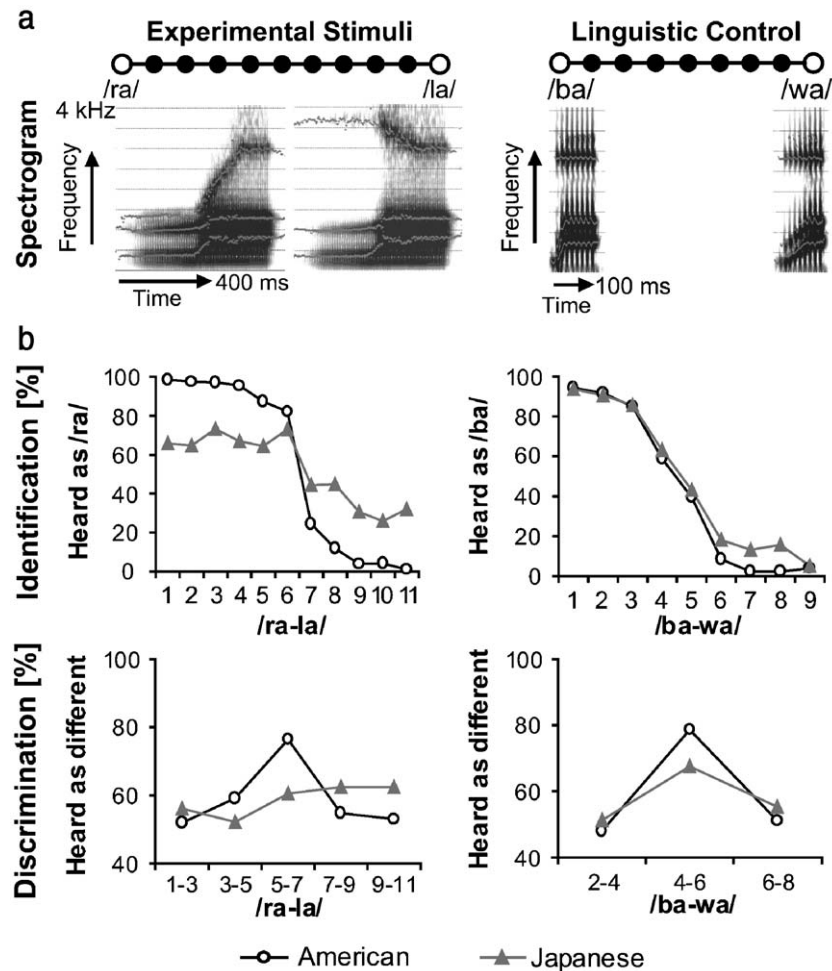 a
Experimental Stimuli
Linguistic Control
/ra/ /la/ /ba/ /wa/
Spectrogram
4 kHz
Frequency
Time
400 ms
Frequency
Time
100 ms
b
Identification [%]
Heard as /ra/
100
80
60
40
20
0
1 2 3 4 5 6 7 8 9 10 11
/ra-la/
Heard as /ba/
100
80
60
40
20
0
1 2 3 4 5 6 7 8 9
/ba-wa/
Discrimination [%]
Heard as different
100
80
60
40
1-3 3-5 5-7 7-9 9-11
/ra-la/
Heard as different
100
80
60
40
2-4 4-6 6-8
/ba-wa/
American Japanese